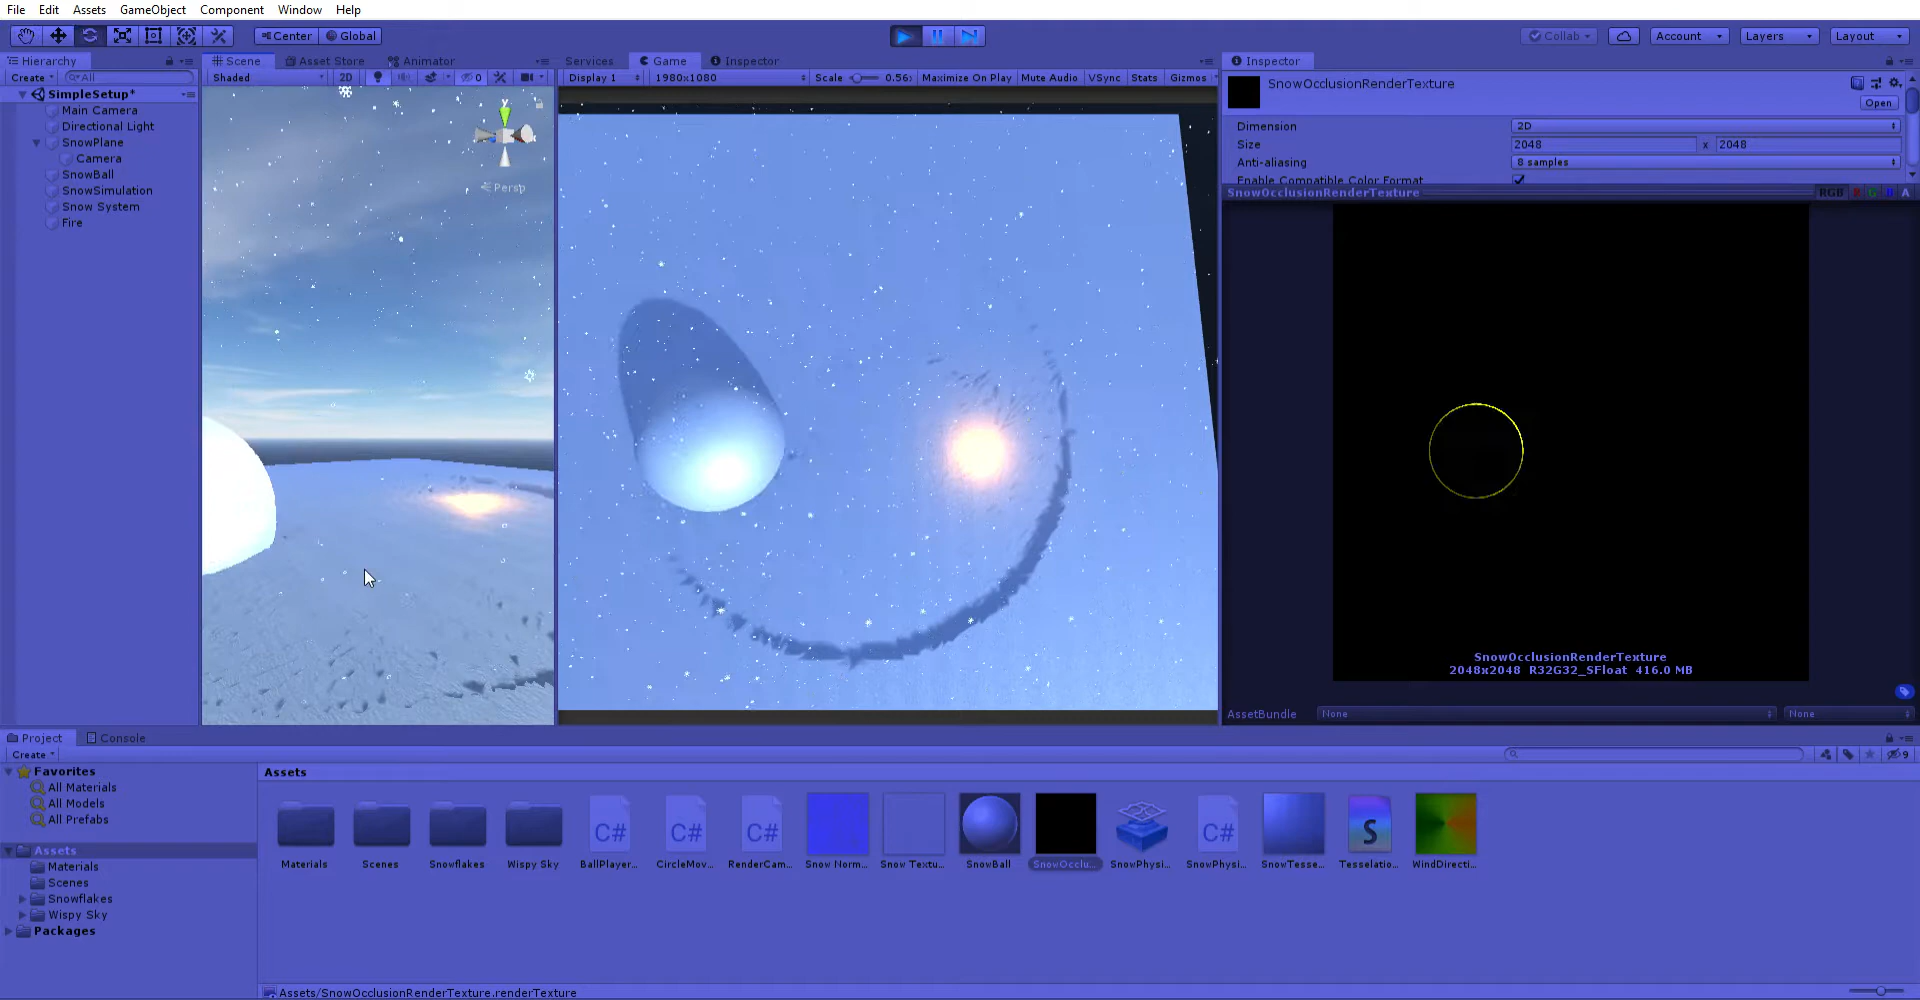 File Edit Assets GameObject Component Window Help
Center Global Collab Account Layers Layout
Hierarchy
Create All
SimpleSetup*
Main Camera
Directional Light
SnowPlane
Camera
SnowBall
SnowSimulation
Snow System
Fire
Scene Asset Store Animator
Shaded 2D 0
y
Persp
Services Game Inspector
Display 1 1980x1080 Scale 0.56x Maximize On Play Mute Audio VSync Stats Gizmos
Inspector
SnowOcclusionRenderTexture
Open
Dimension 2D
Size 2048 x 2048
Anti-aliasing 8 samples
Enable Compatible Color Format
SnowOcclusionRenderTexture RGB R G B A
SnowOcclusionRenderTexture
2048x2048 R32G32_SFloat 416.0 MB
AssetBundle None None
Project Console
Create 9
Favorites
All Materials
All Models
All Prefabs
Assets
Materials
Scenes
Snowflakes
Wispy Sky
Packages
Assets
C# C# C# C# S
Materials Scenes Snowflakes Wispy Sky BallPlayer... CircleMov... RenderCam... Snow Norm... Snow Textu... SnowBall SnowOcclu... SnowPhysi... SnowPhysi... SnowTesse... Tesselatio... WindDirecti...
Assets/SnowOcclusionRenderTexture.renderTexture